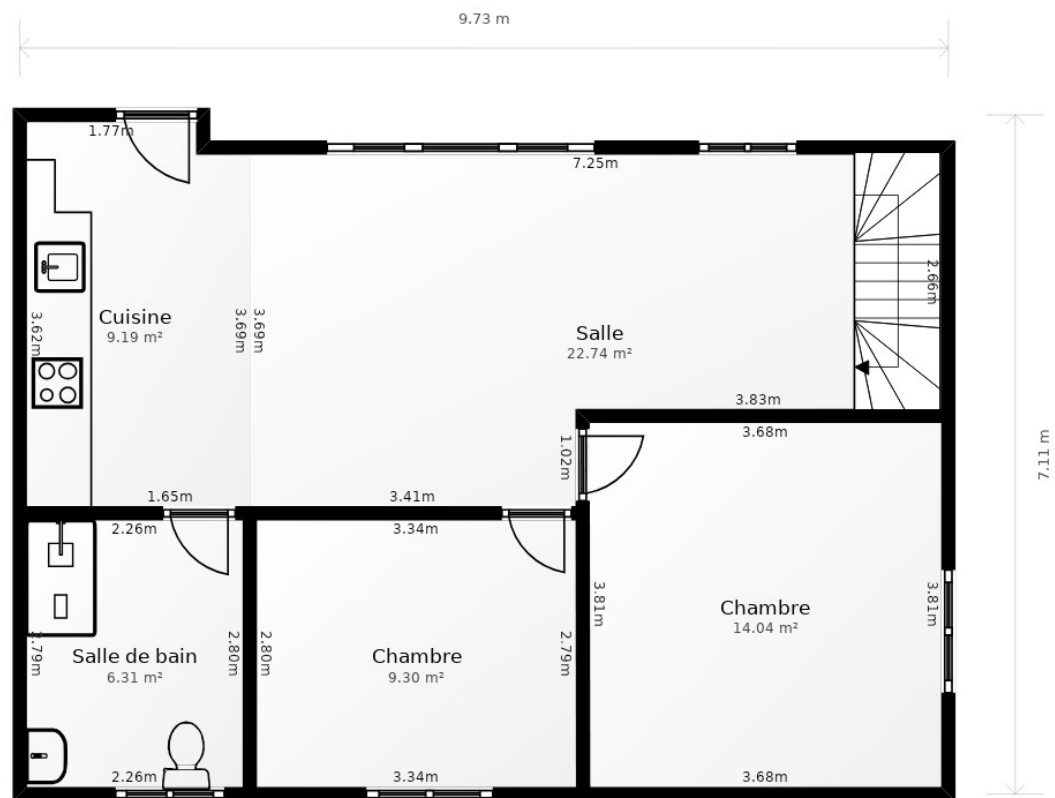 9.73 m
1.77m
7.25m
2.66m
Cuisine
9.19 m²
3.62m
3.69m
3.69m
Salle
22.74 m²
3.83m
3.68m
1.02m
7.11 m
1.65m
3.41m
2.26m
3.34m
3.81m
3.81m
Chambre
14.04 m²
2.79m
Salle de bain
6.31 m²
2.80m
2.80m
Chambre
9.30 m²
2.79m
2.26m
3.34m
3.68m